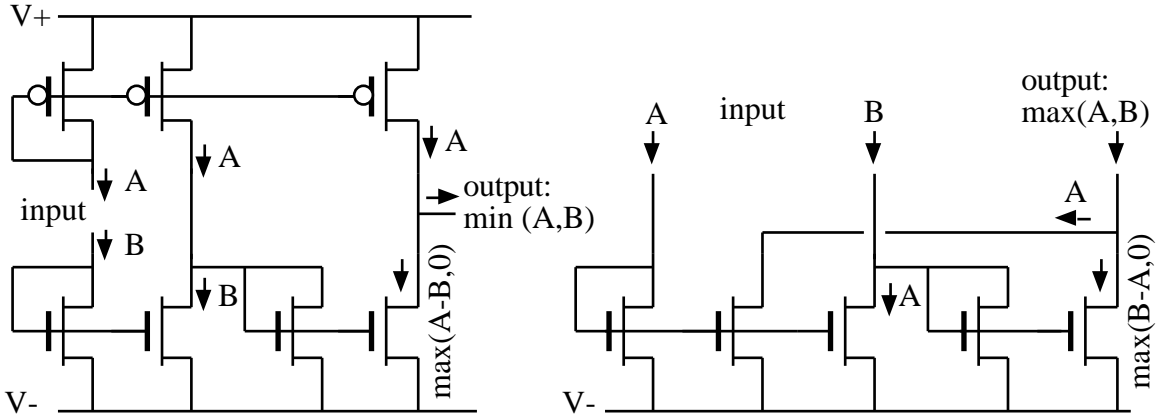 V+
A
A
A
input
output:
min (A,B)
B
B
max(A-B,0)
V-
A
input
B
output:
max(A,B)
A
A
max(B-A,0)
V-